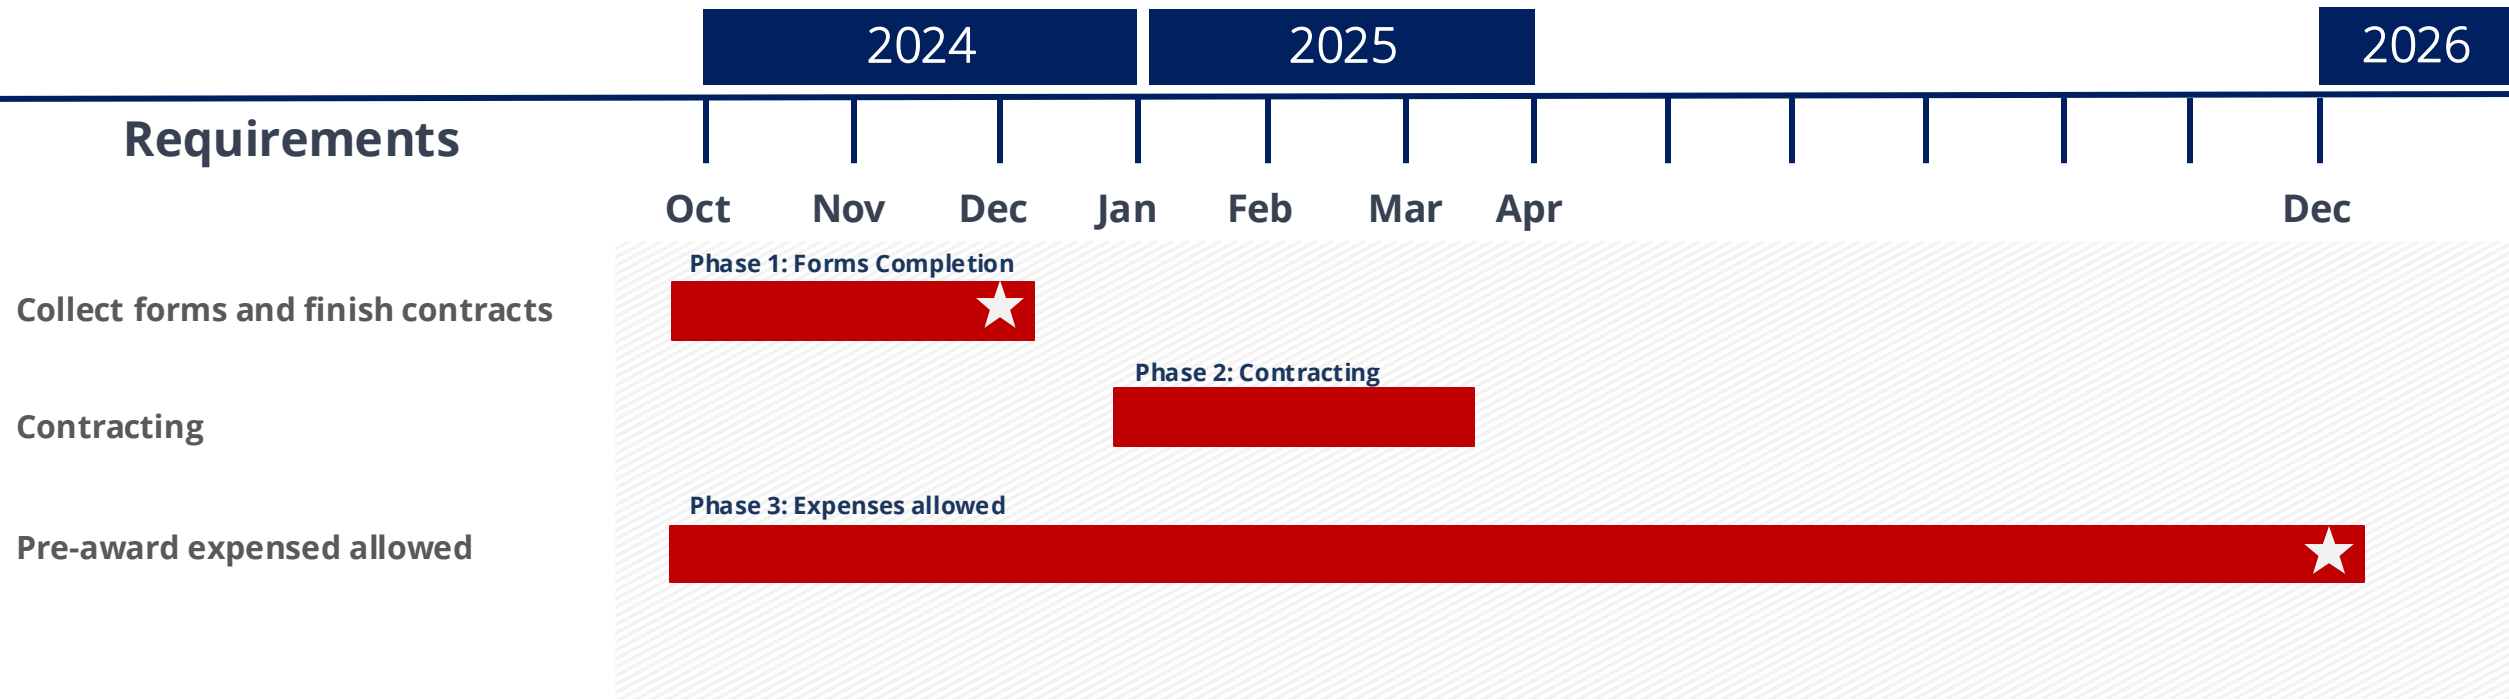 2024 2025 2026
Requirements
Oct Nov Dec Jan Feb Mar Apr Dec
Phase 1: Forms Completion
Collect forms and finish contracts
Phase 2: Contracting
Contracting
Phase 3: Expenses allowed
Pre-award expensed allowed